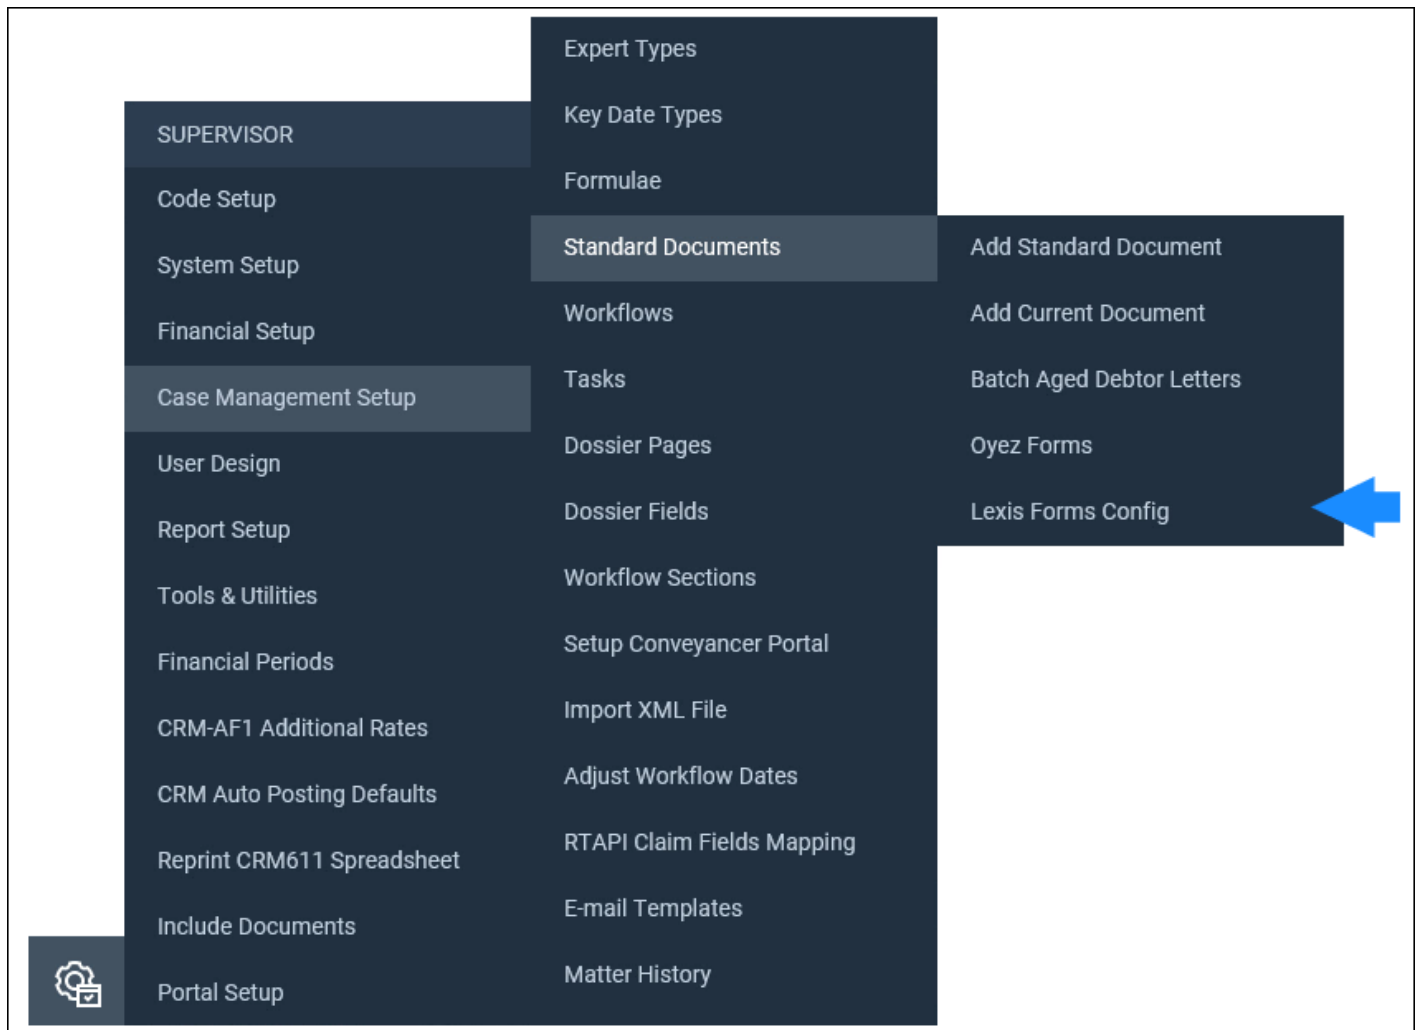 SUPERVISOR
Code Setup
System Setup
Financial Setup
Case Management Setup
User Design
Report Setup
Tools & Utilities
Financial Periods
CRM-AF1 Additional Rates
CRM Auto Posting Defaults
Reprint CRM611 Spreadsheet
Include Documents
Portal Setup
Expert Types
Key Date Types
Formulae
Standard Documents
Workflows
Tasks
Dossier Pages
Dossier Fields
Workflow Sections
Setup Conveyancer Portal
Import XML File
Adjust Workflow Dates
RTAPI Claim Fields Mapping
E-mail Templates
Matter History
Add Standard Document
Add Current Document
Batch Aged Debtor Letters
Oyez Forms
Lexis Forms Config